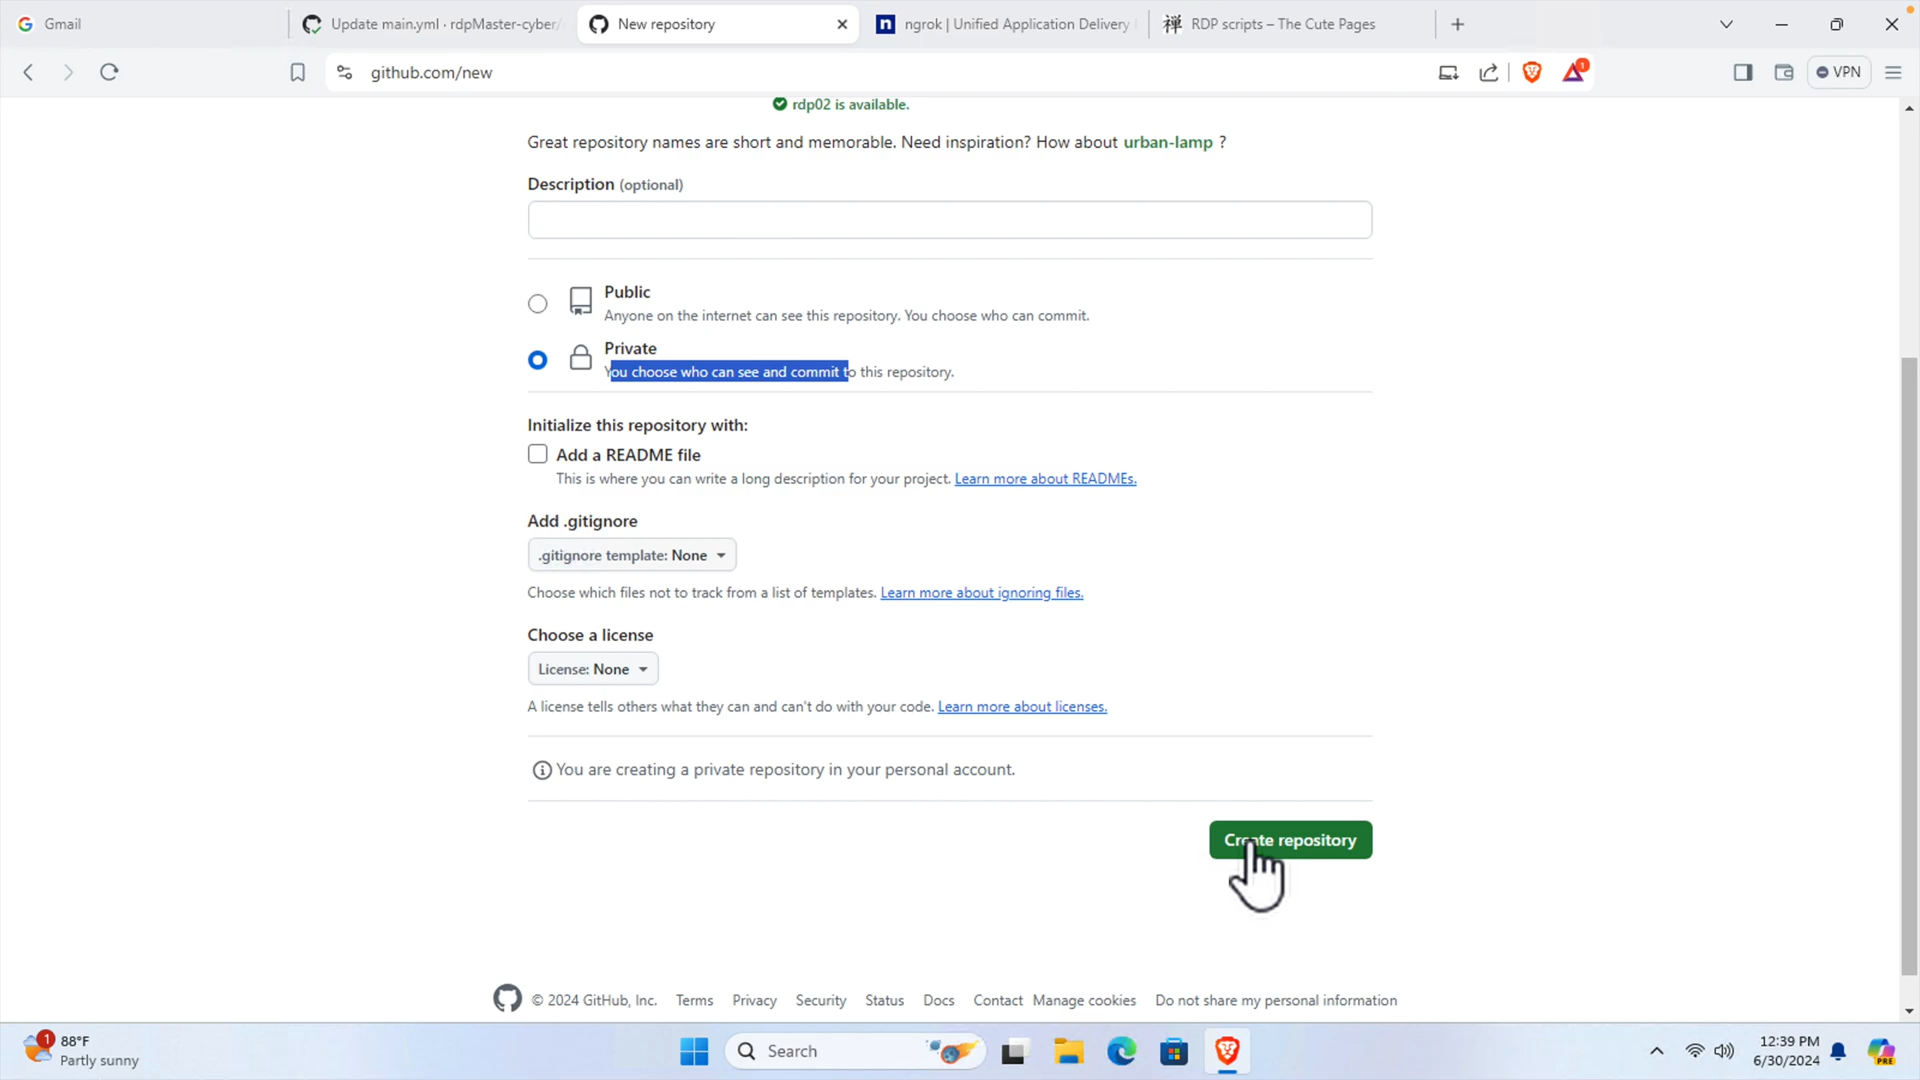 Gmail
Update main.yml · rdpMaster-cyber/
New repository
ngrok | Unified Application Delivery
RDP scripts – The Cute Pages
github.com/new
1
VPN
rdp02 is available.
Great repository names are short and memorable. Need inspiration? How about urban-lamp ?
Description (optional)
Public
Anyone on the internet can see this repository. You choose who can commit.
Private
You choose who can see and commit to this repository.
Initialize this repository with:
Add a README file
This is where you can write a long description for your project. Learn more about READMEs.
Add .gitignore
.gitignore template: None
Choose which files not to track from a list of templates. Learn more about ignoring files.
Choose a license
License: None
A license tells others what they can and can't do with your code. Learn more about licenses.
You are creating a private repository in your personal account.
Create repository
© 2024 GitHub, Inc. Terms Privacy Security Status Docs Contact Manage cookies Do not share my personal information
1
88°F
Partly sunny
Search
12:39 PM
6/30/2024
PRE